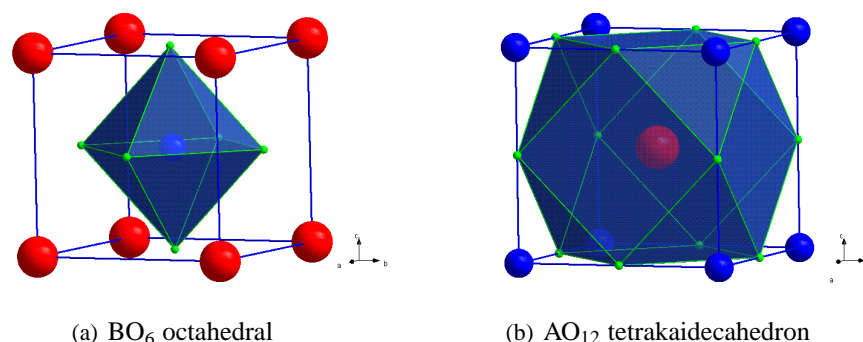 c
a
b
c
a
(a) BO₆ octahedral
(b) AO₁₂ tetrakaidecahedron